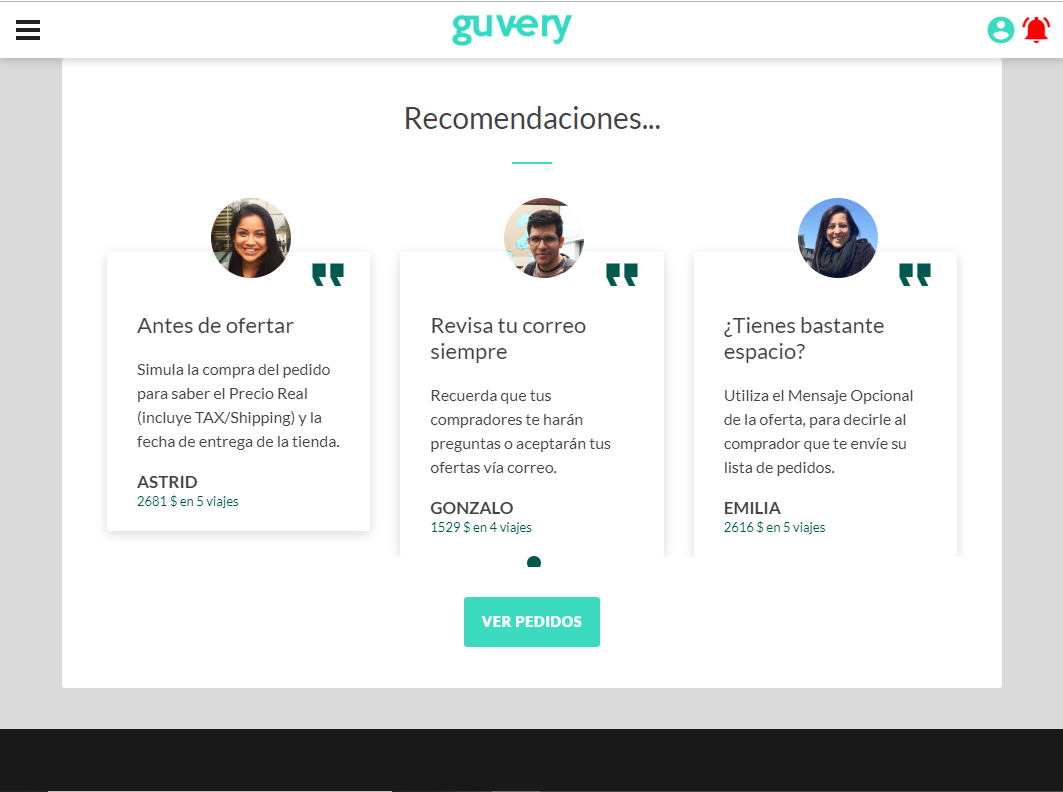 guvery
Recomendaciones...
Antes de ofertar
Simula la compra del pedido
para saber el Precio Real
(incluye TAX/Shipping) y la
fecha de entrega de la tienda.
ASTRID
2681 $ en 5 viajes
Revisa tu correo
siempre
Recuerda que tus
compradores te harán
preguntas o aceptarán tus
ofertas vía correo.
GONZALO
1529 $ en 4 viajes
¿Tienes bastante
espacio?
Utiliza el Mensaje Opcional
de la oferta, para decirle al
comprador que te envíe su
lista de pedidos.
EMILIA
2616 $ en 5 viajes
VER PEDIDOS